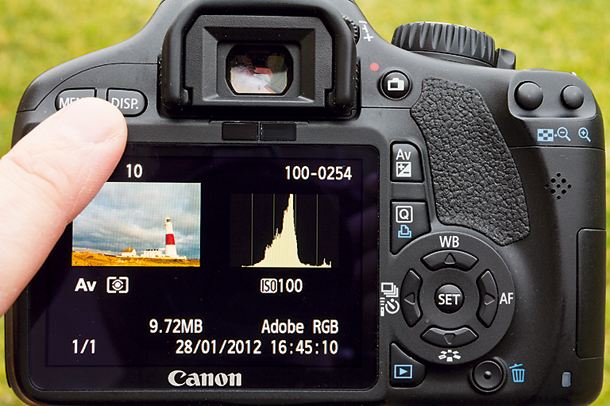 ME
DISP.
10
100-0254
Av
ISO100
9.72MB
Adobe RGB
1/1
28/01/2012 16:45:10
Canon
Av
Q
WB
SET
AF